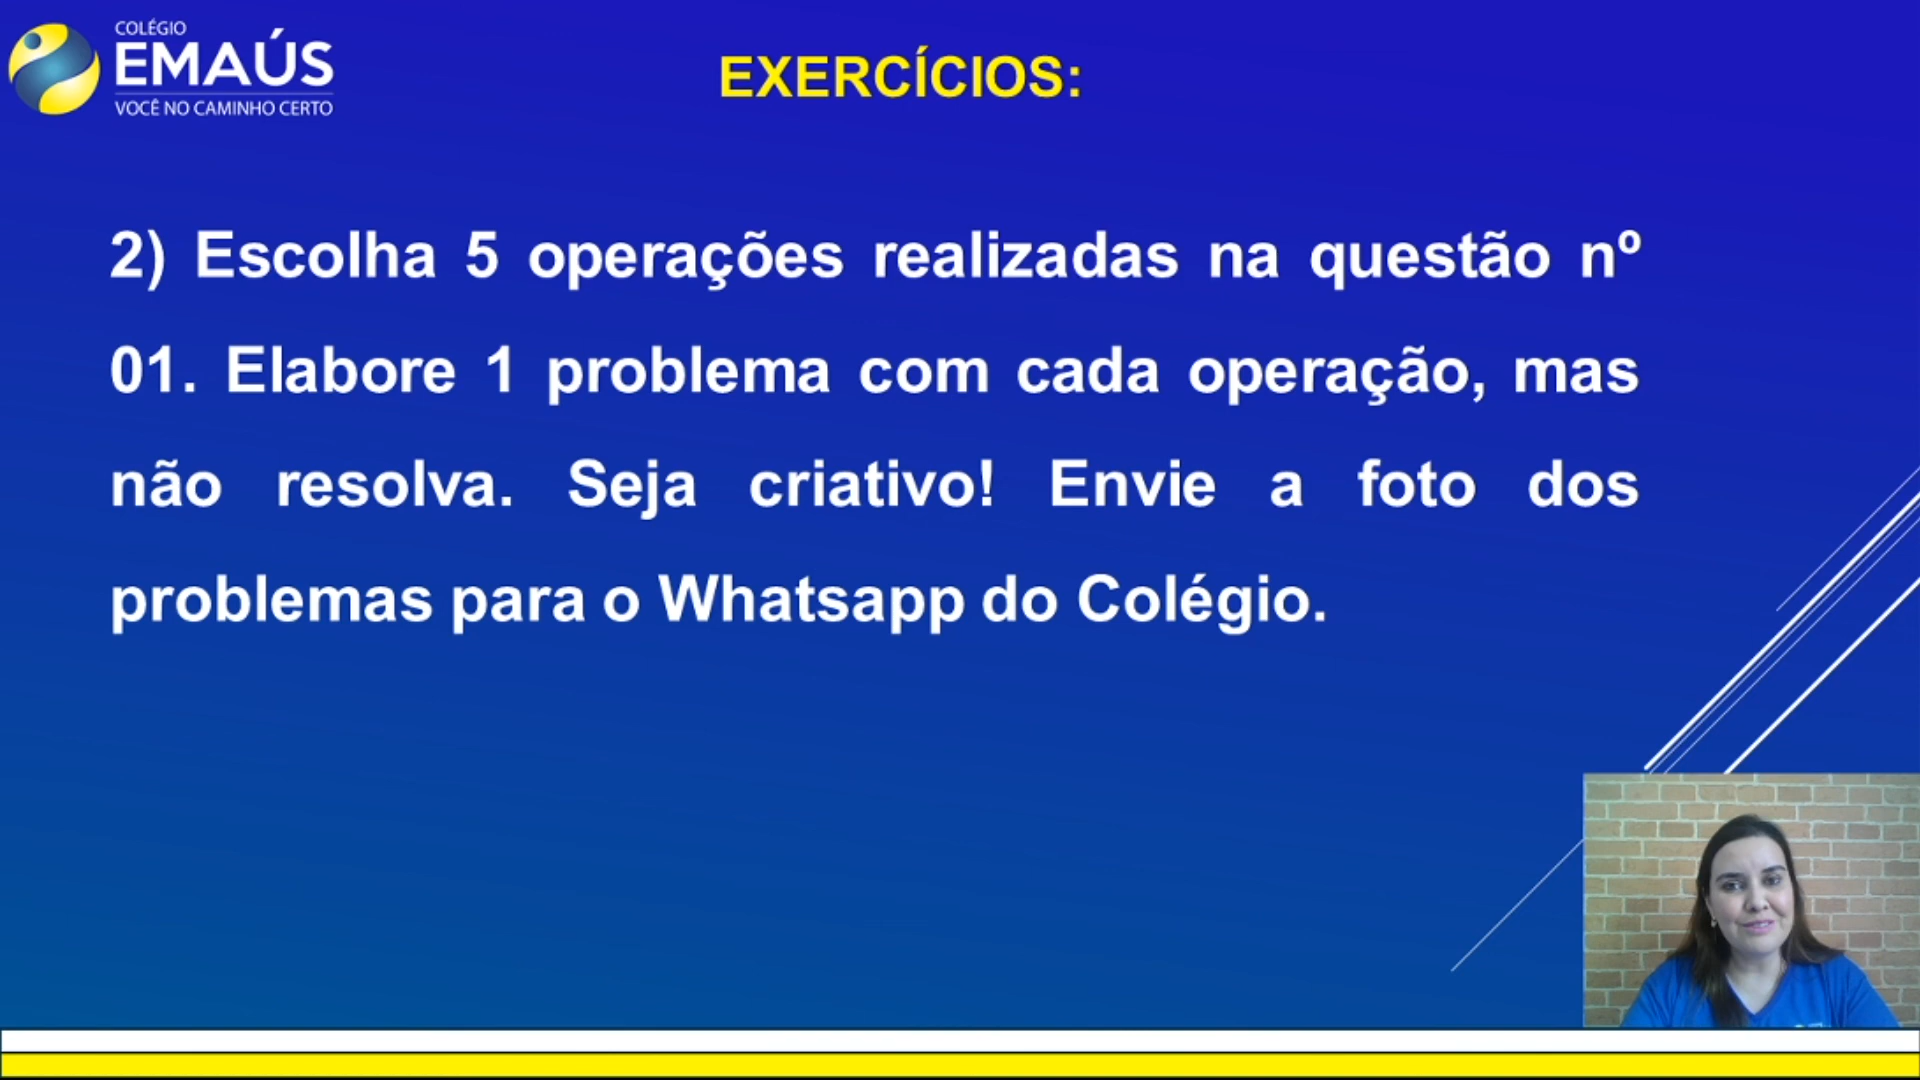 COLÉGIO
EMAÚS
VOCÊ NO CAMINHO CERTO
EXERCÍCIOS:
2) Escolha 5 operações realizadas na questão nº
01. Elabore 1 problema com cada operação, mas
não resolva. Seja criativo! Envie a foto dos
problemas para o Whatsapp do Colégio.